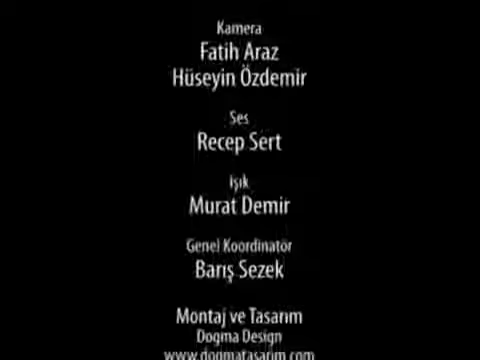 Kamera
Fatih Araz
Hüseyin Özdemir
Ses
Recep Sert
Işık
Murat Demir
Genel Koordinatör
Barış Sezek
Montaj ve Tasarım
Dogma Design
www.dogmatasarim.com